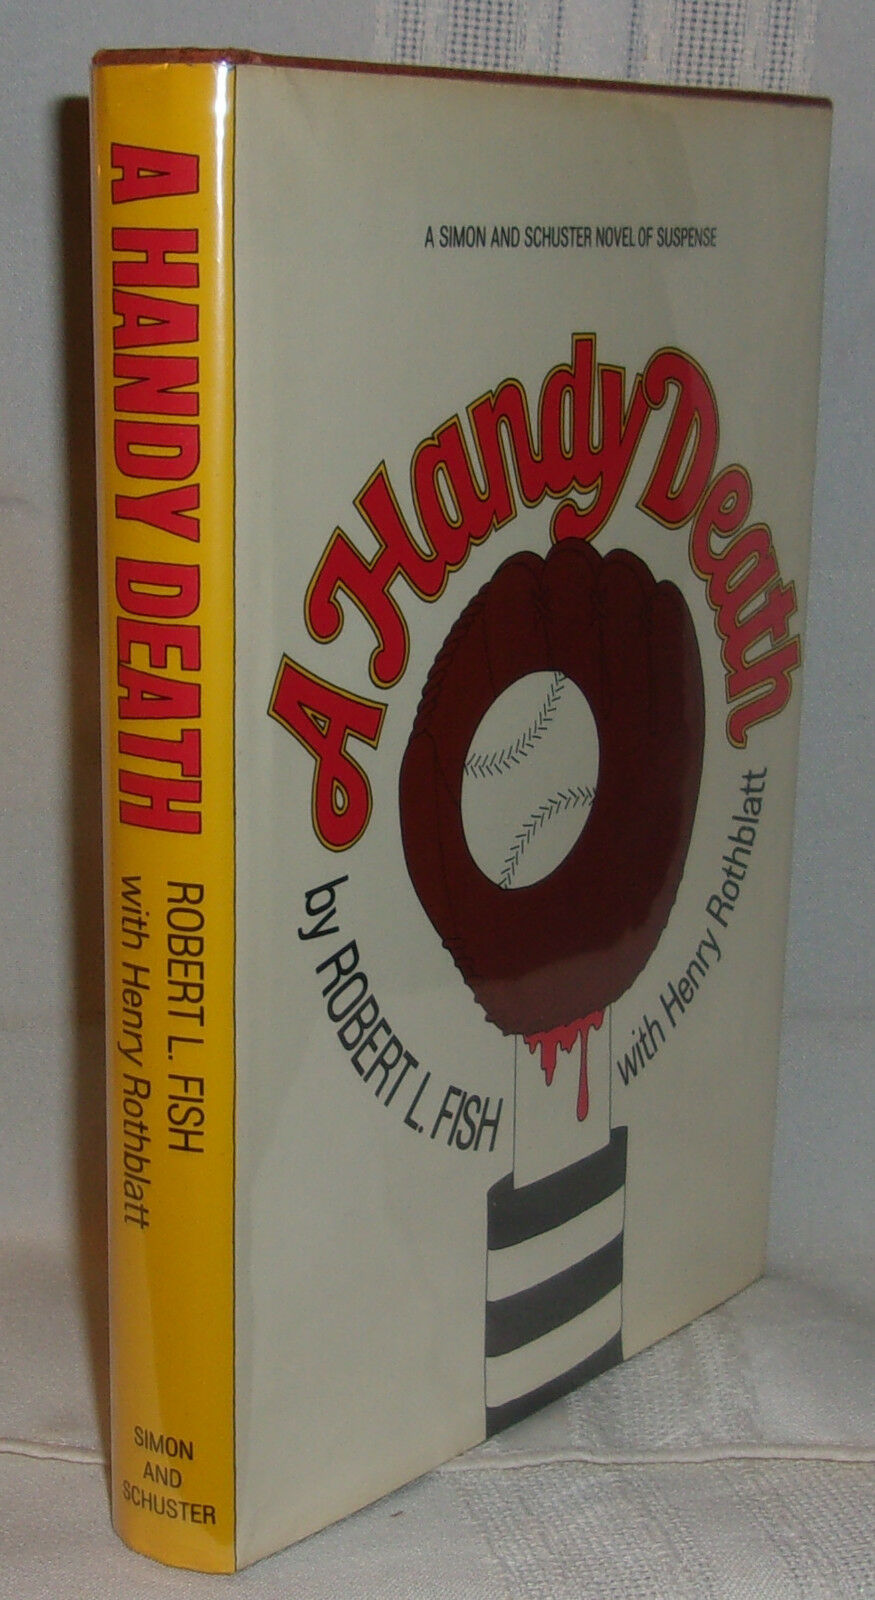 A HANDY DEATH
ROBERT L. FISH
with Henry Rothblatt
SIMON
AND
SCHUSTER
A SIMON AND SCHUSTER NOVEL OF SUSPENSE
A Handy Death
by ROBERT L. FISH
with Henry Rothblatt